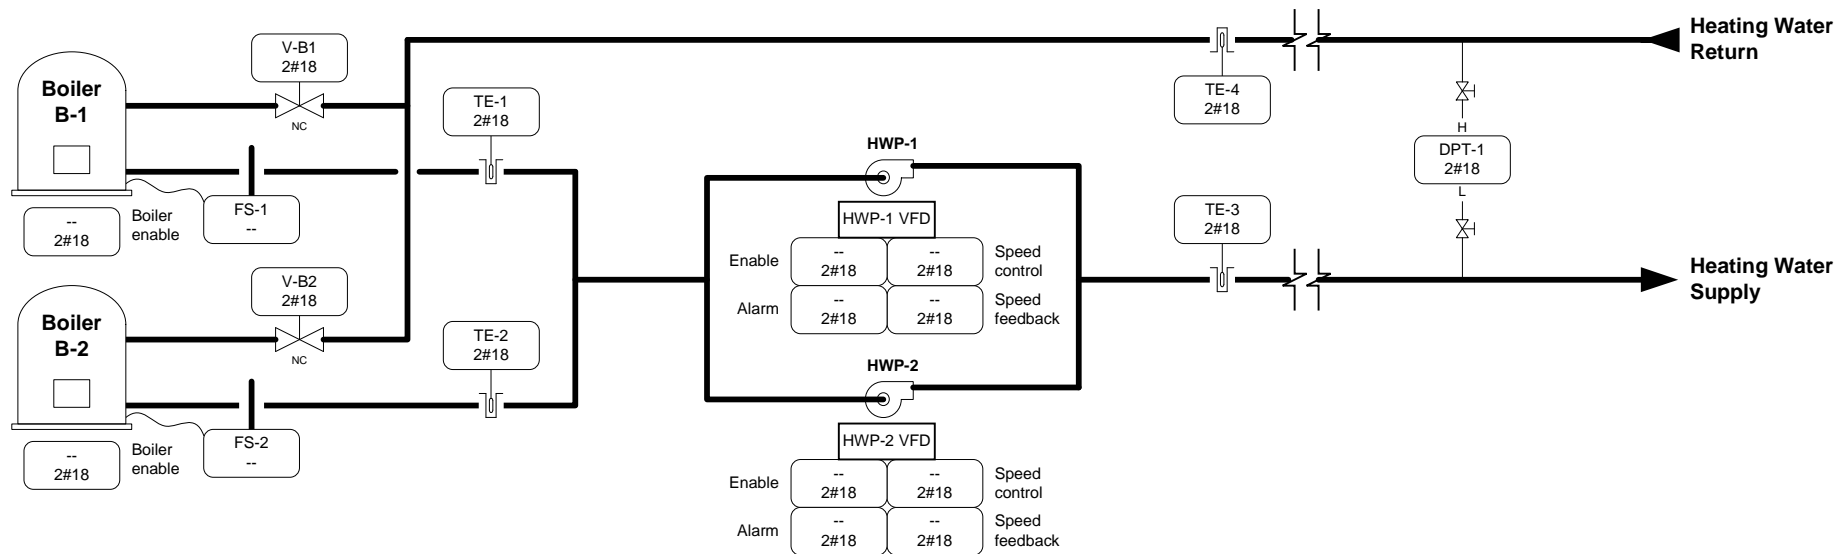 Heating Water
Return
V-B1
2#18
NC
Boiler
B-1
TE-1
2#18
TE-4
2#18
H
DPT-1
2#18
L
HWP-1
FS-1
--
--
2#18
Boiler
enable
HWP-1 VFD
TE-3
2#18
Enable
--
2#18
--
2#18
Speed
control
Alarm
--
2#18
--
2#18
Speed
feedback
Heating Water
Supply
V-B2
2#18
NC
Boiler
B-2
TE-2
2#18
HWP-2
FS-2
--
--
2#18
Boiler
enable
HWP-2 VFD
Enable
--
2#18
--
2#18
Speed
control
Alarm
--
2#18
--
2#18
Speed
feedback